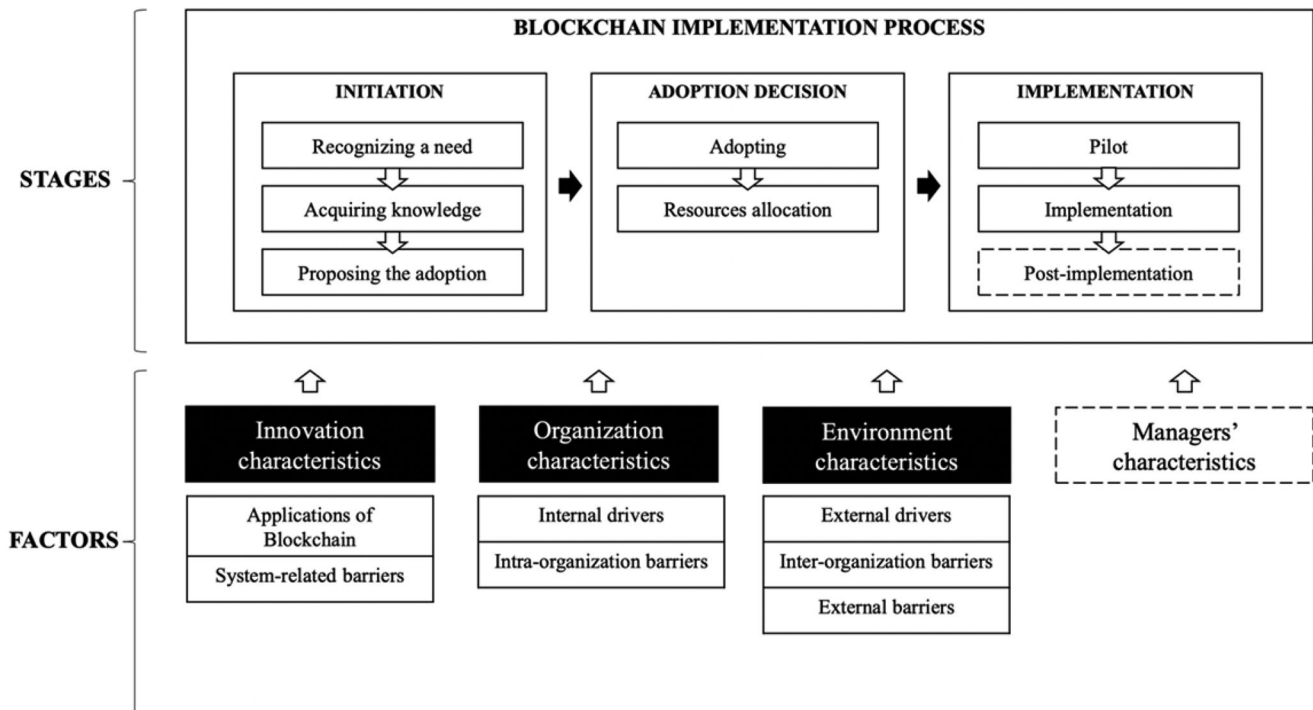 BLOCKCHAIN IMPLEMENTATION PROCESS
STAGES
INITIATION
Recognizing a need
Acquiring knowledge
Proposing the adoption
ADOPTION DECISION
Adopting
Resources allocation
IMPLEMENTATION
Pilot
Implementation
Post-implementation
FACTORS
Innovation
characteristics
Applications of
Blockchain
System-related barriers
Organization
characteristics
Internal drivers
Intra-organization barriers
Environment
characteristics
External drivers
Inter-organization barriers
External barriers
Managers’
characteristics